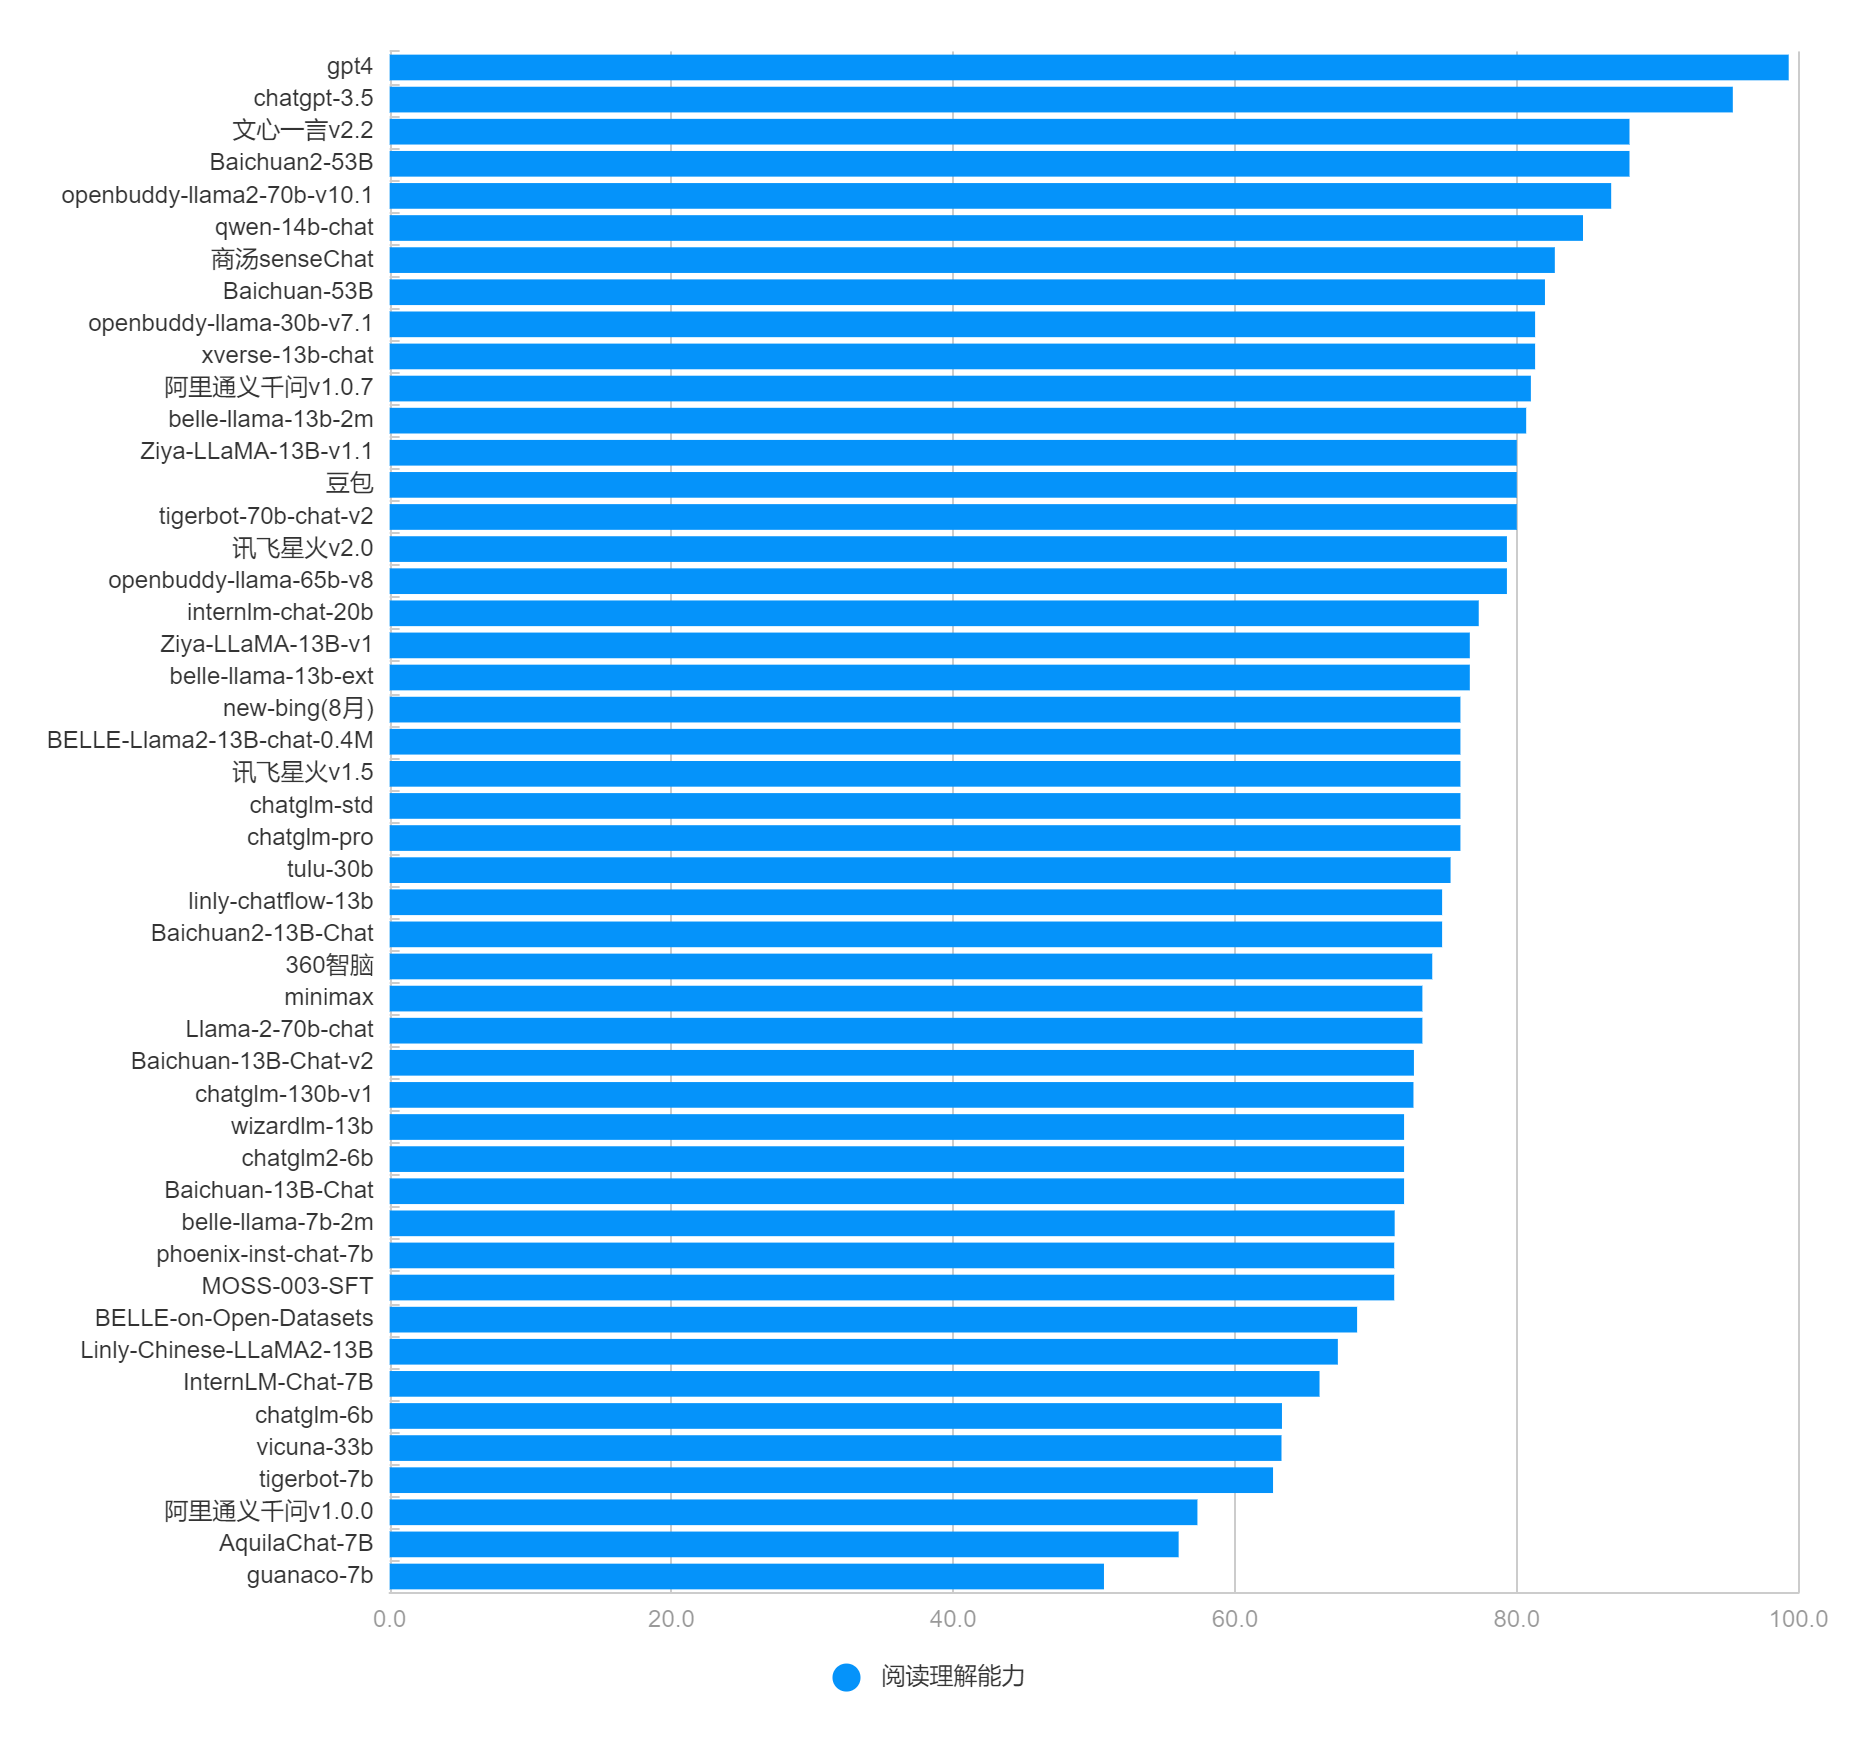 gpt4
chatgpt-3.5
文心一言v2.2
Baichuan2-53B
openbuddy-llama2-70b-v10.1
qwen-14b-chat
商汤senseChat
Baichuan-53B
openbuddy-llama-30b-v7.1
xverse-13b-chat
阿里通义千问v1.0.7
belle-llama-13b-2m
Ziya-LLaMA-13B-v1.1
豆包
tigerbot-70b-chat-v2
讯飞星火v2.0
openbuddy-llama-65b-v8
internlm-chat-20b
Ziya-LLaMA-13B-v1
belle-llama-13b-ext
new-bing(8月)
BELLE-Llama2-13B-chat-0.4M
讯飞星火v1.5
chatglm-std
chatglm-pro
tulu-30b
linly-chatflow-13b
Baichuan2-13B-Chat
360智脑
minimax
Llama-2-70b-chat
Baichuan-13B-Chat-v2
chatglm-130b-v1
wizardlm-13b
chatglm2-6b
Baichuan-13B-Chat
belle-llama-7b-2m
phoenix-inst-chat-7b
MOSS-003-SFT
BELLE-on-Open-Datasets
Linly-Chinese-LLaMA2-13B
InternLM-Chat-7B
chatglm-6b
vicuna-33b
tigerbot-7b
阿里通义千问v1.0.0
AquilaChat-7B
guanaco-7b
0.0 20.0 40.0 60.0 80.0 100.0
阅读理解能力